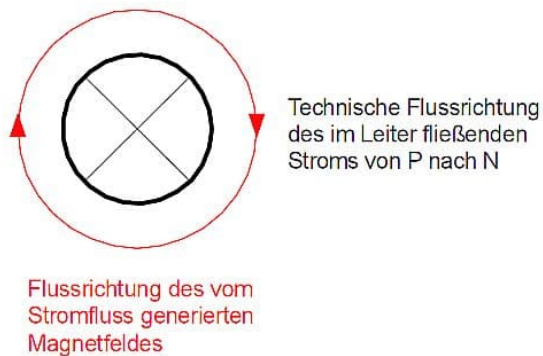 Technische Flussrichtung
des im Leiter fließenden
Stroms von P nach N
Flussrichtung des vom
Stromfluss generierten
Magnetfeldes